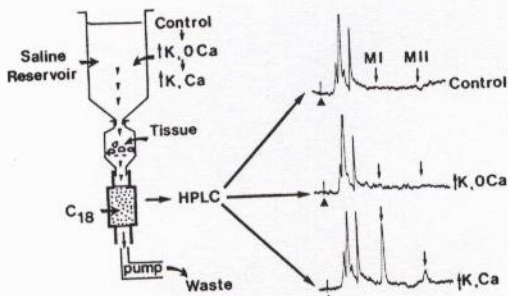 Control
Saline
Reservoir
↑K, 0Ca
↑K, Ca
Tissue
C18
HPLC
pump
Waste
MI MII
Control
↑K, 0Ca
↑K, Ca